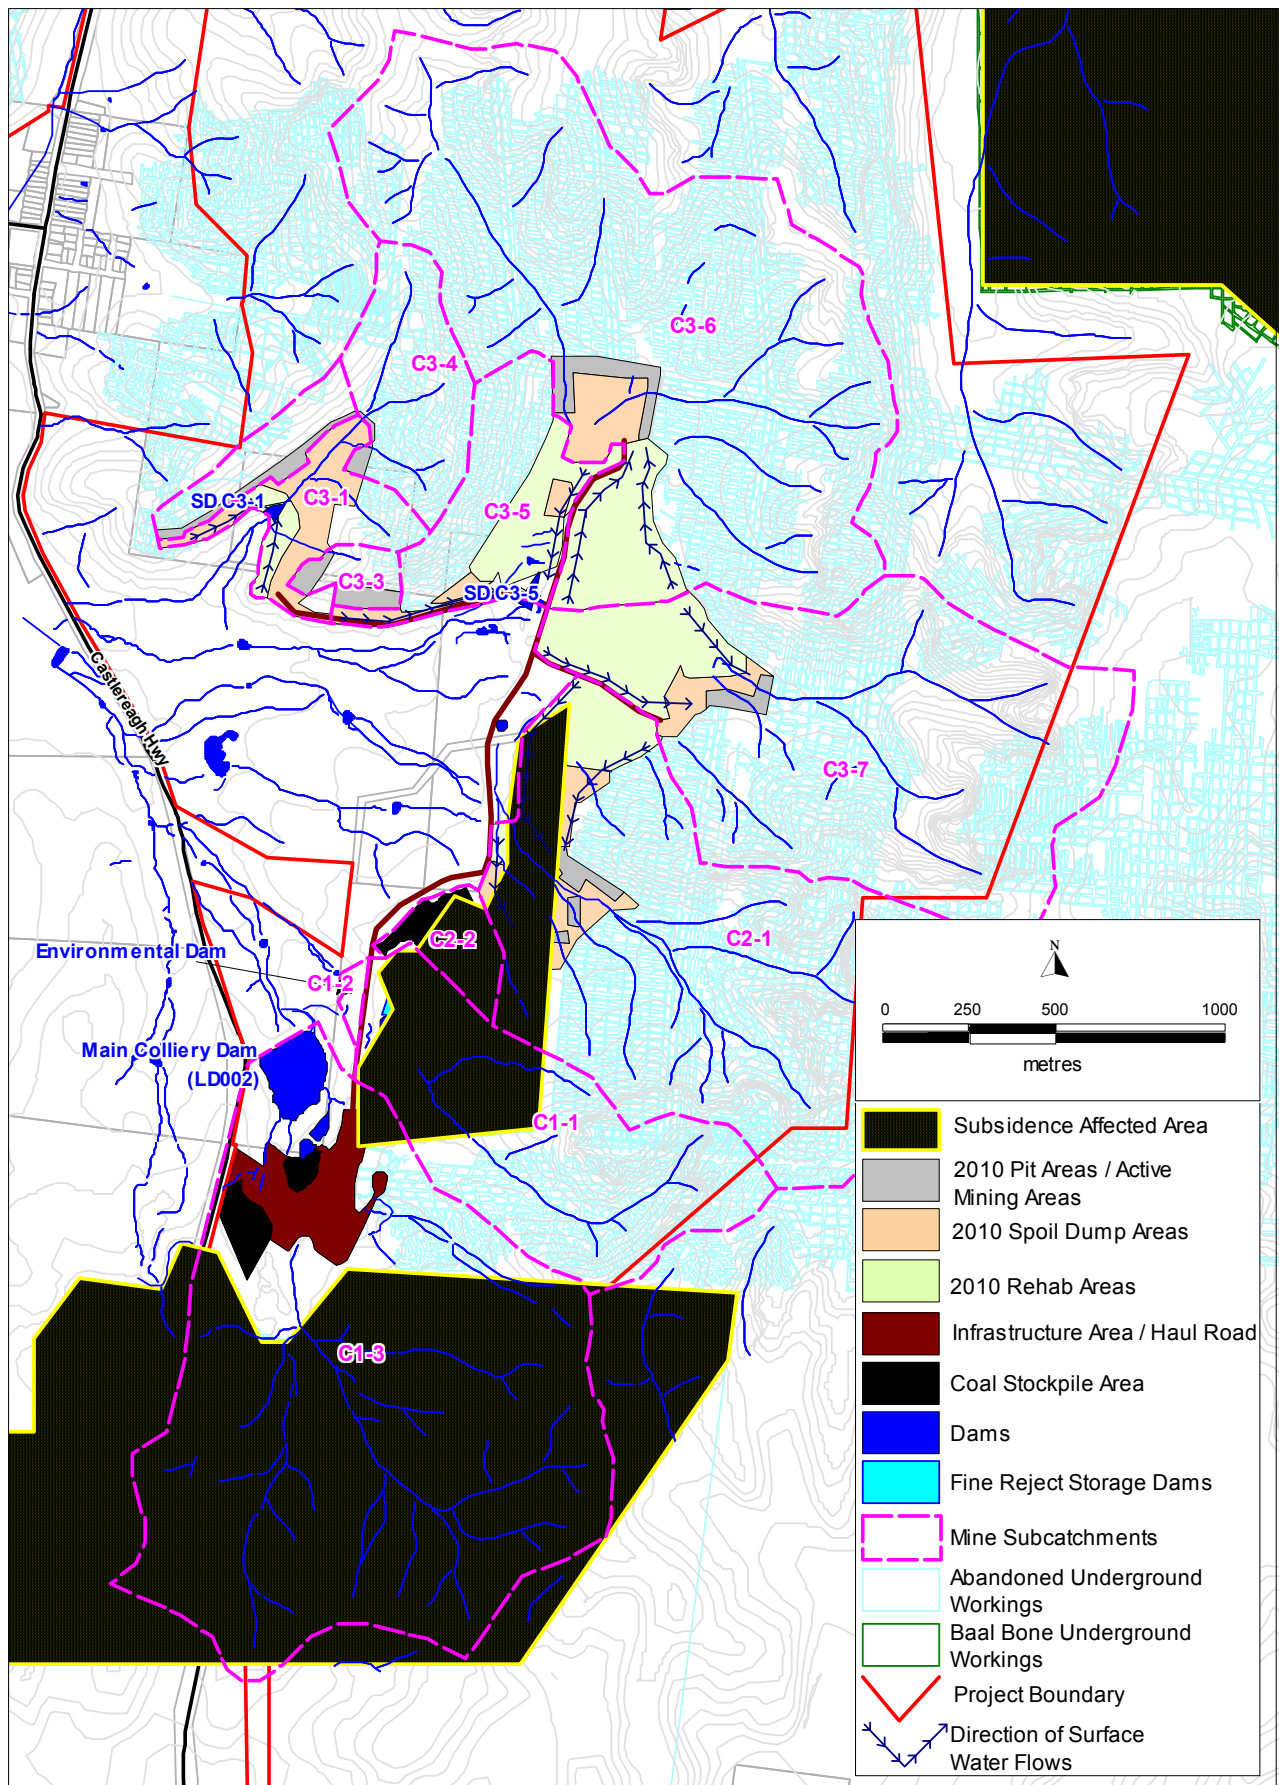 C3-6
C3-4
SD C3-1
C3-1
C3-5
C3-3
SD C3-5
Castlereagh Hwy
C3-7
C2-2
C2-1
Environmental Dam
C1-2
Main Colliery Dam
(LD002)
C1-1
C1-3
N
0 250 500 1000
metres
Subsidence Affected Area
2010 Pit Areas / Active
Mining Areas
2010 Spoil Dump Areas
2010 Rehab Areas
Infrastructure Area / Haul Road
Coal Stockpile Area
Dams
Fine Reject Storage Dams
Mine Subcatchments
Abandoned Underground
Workings
Baal Bone Underground
Workings
Project Boundary
Direction of Surface
Water Flows